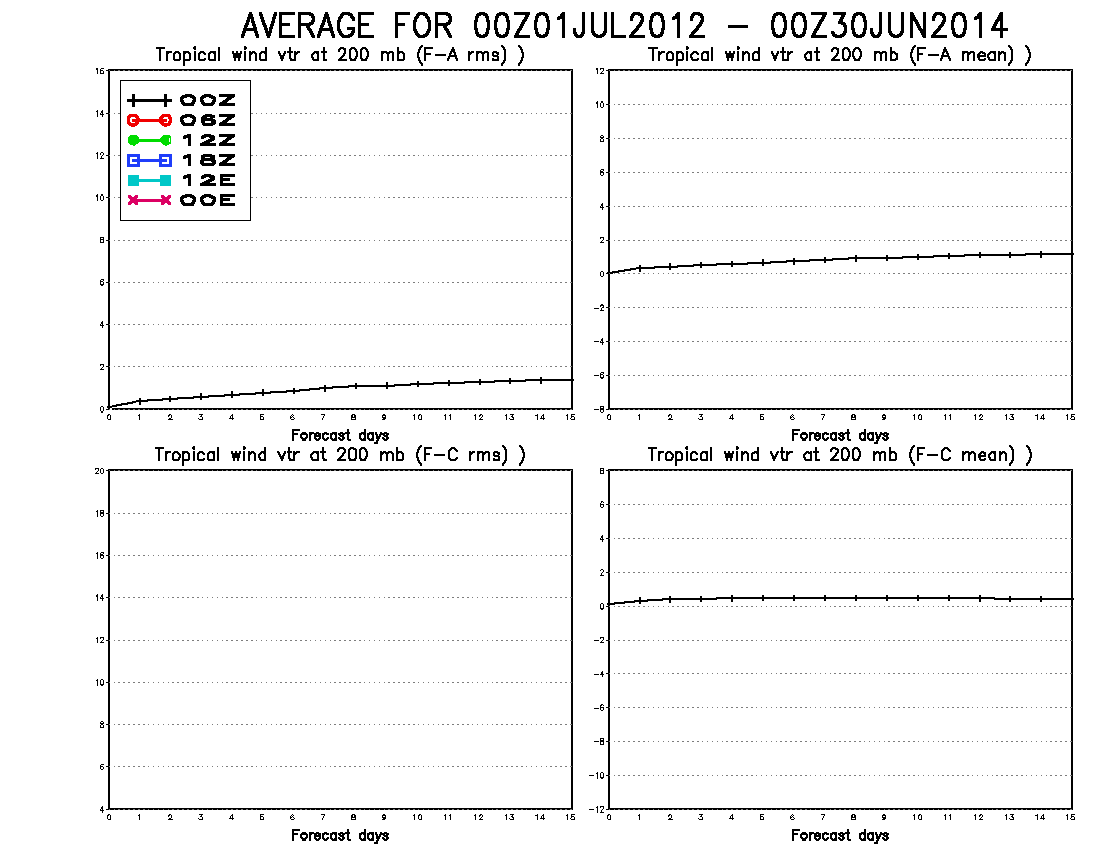 AVERAGE FOR 00Z01JUL2012 – 00Z30JUN2014
Tropical wind vtr at 200 mb (F–A rms) )
16
14
12
10
8
6
4
2
0
00Z
06Z
12Z
18Z
12E
00E
0 1 2 3 4 5 6 7 8 9 10 11 12 13 14 15
Forecast days
Tropical wind vtr at 200 mb (F–A mean) )
12
10
8
6
4
2
0
–2
–4
–6
–8
0 1 2 3 4 5 6 7 8 9 10 11 12 13 14 15
Forecast days
Tropical wind vtr at 200 mb (F–C rms) )
20
18
16
14
12
10
8
6
4
0 1 2 3 4 5 6 7 8 9 10 11 12 13 14 15
Forecast days
Tropical wind vtr at 200 mb (F–C mean) )
8
6
4
2
0
–2
–4
–6
–8
–10
–12
0 1 2 3 4 5 6 7 8 9 10 11 12 13 14 15
Forecast days